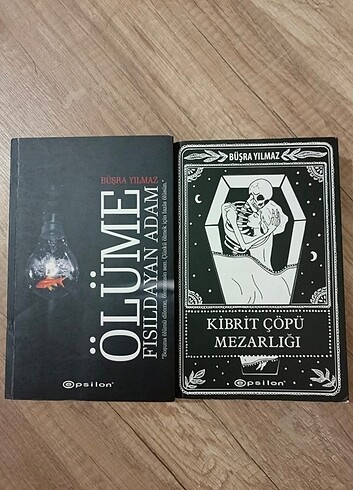 BÜŞRA YILMAZ
ÖLÜME
FISILDAYAN ADAM
epsilon
BÜŞRA YILMAZ
KİBRİT ÇÖPÜ
MEZARLIĞI
epsilon